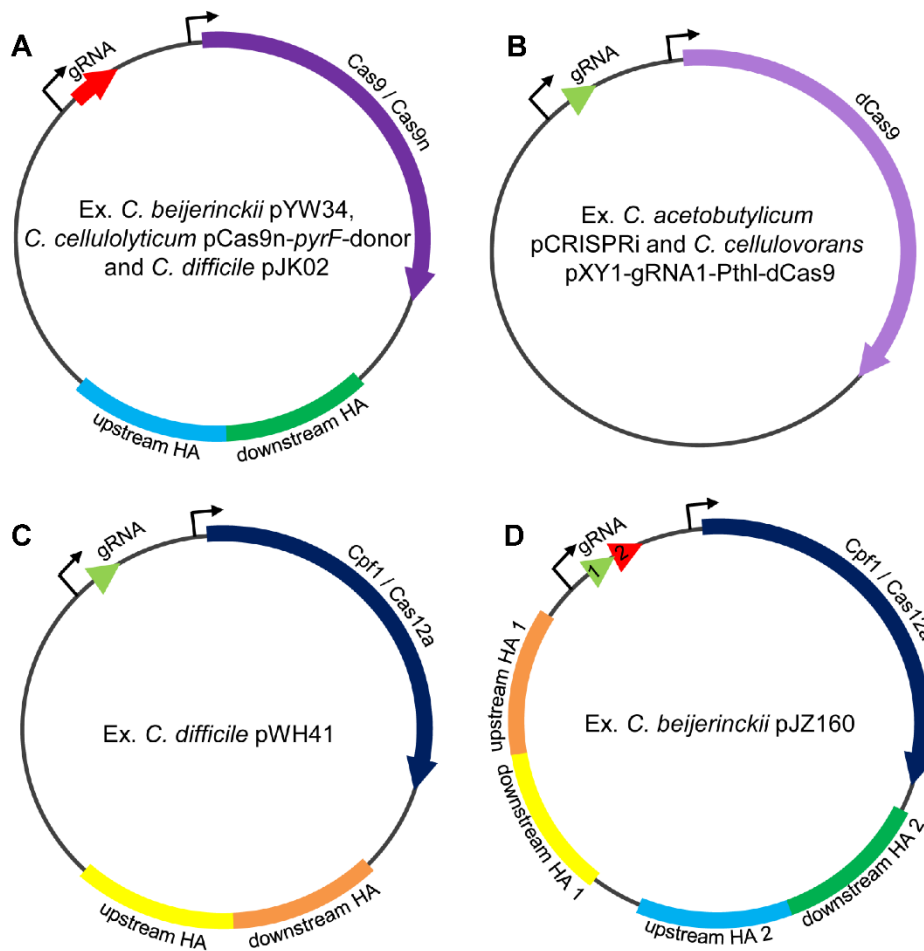 A
gRNA
Cas9 / Cas9n
Ex. C. beijerinckii pYW34,
C. cellulolyticum pCas9n-pyrF-donor
and C. difficile pJK02
upstream HA
downstream HA
B
gRNA
dCas9
Ex. C. acetobutylicum
pCRISPRi and C. cellulovorans
pXY1-gRNA1-Pthl-dCas9
C
gRNA
Cpf1 / Cas12a
Ex. C. difficile pWH41
upstream HA
downstream HA
D
gRNA
1
2
Cpf1 / Cas12a
upstream HA 1
Ex. C. beijerinckii pJZ160
downstream HA 1
upstream HA 2
downstream HA 2